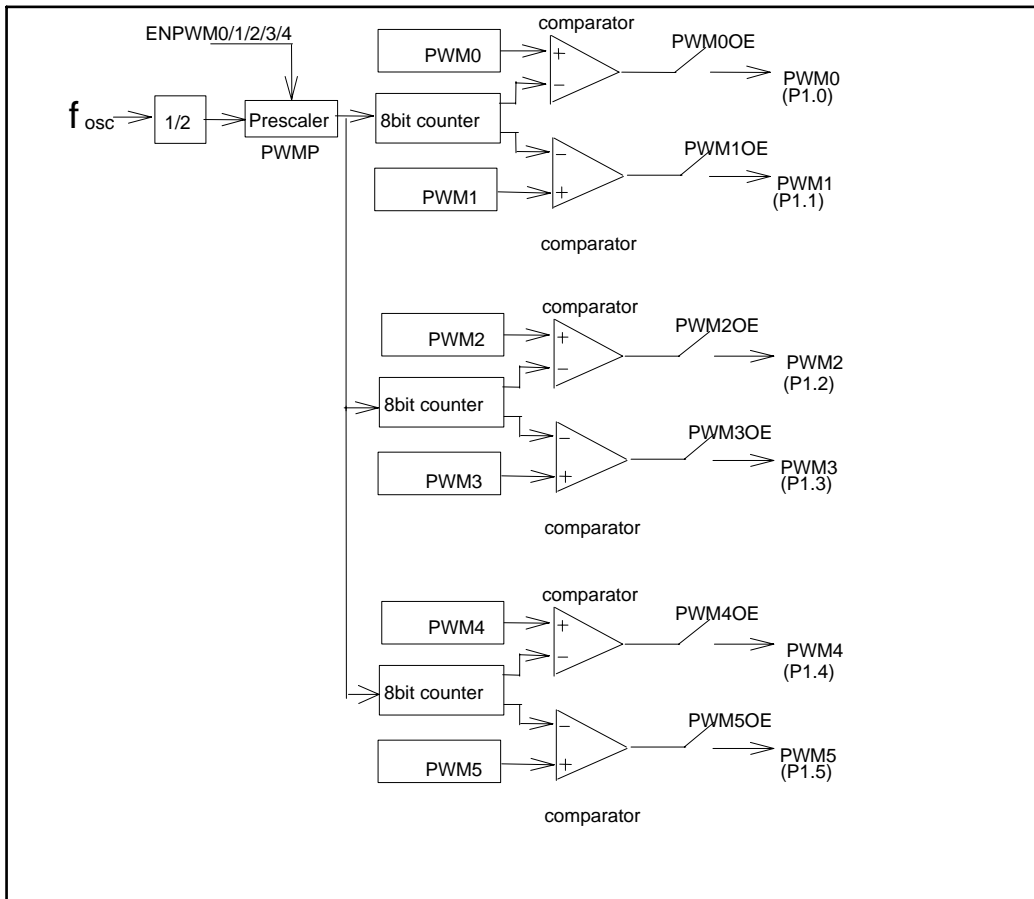 comparator
ENPWM0/1/2/3/4
PWM0
+
−
PWM0OE
PWM0
(P1.0)
f osc
1/2
Prescaler
PWMP
8bit counter
−
+
PWM1OE
PWM1
(P1.1)
PWM1
comparator
comparator
PWM2
+
−
PWM2OE
PWM2
(P1.2)
8bit counter
−
+
PWM3OE
PWM3
(P1.3)
PWM3
comparator
comparator
PWM4
+
−
PWM4OE
PWM4
(P1.4)
8bit counter
−
+
PWM5OE
PWM5
(P1.5)
PWM5
comparator